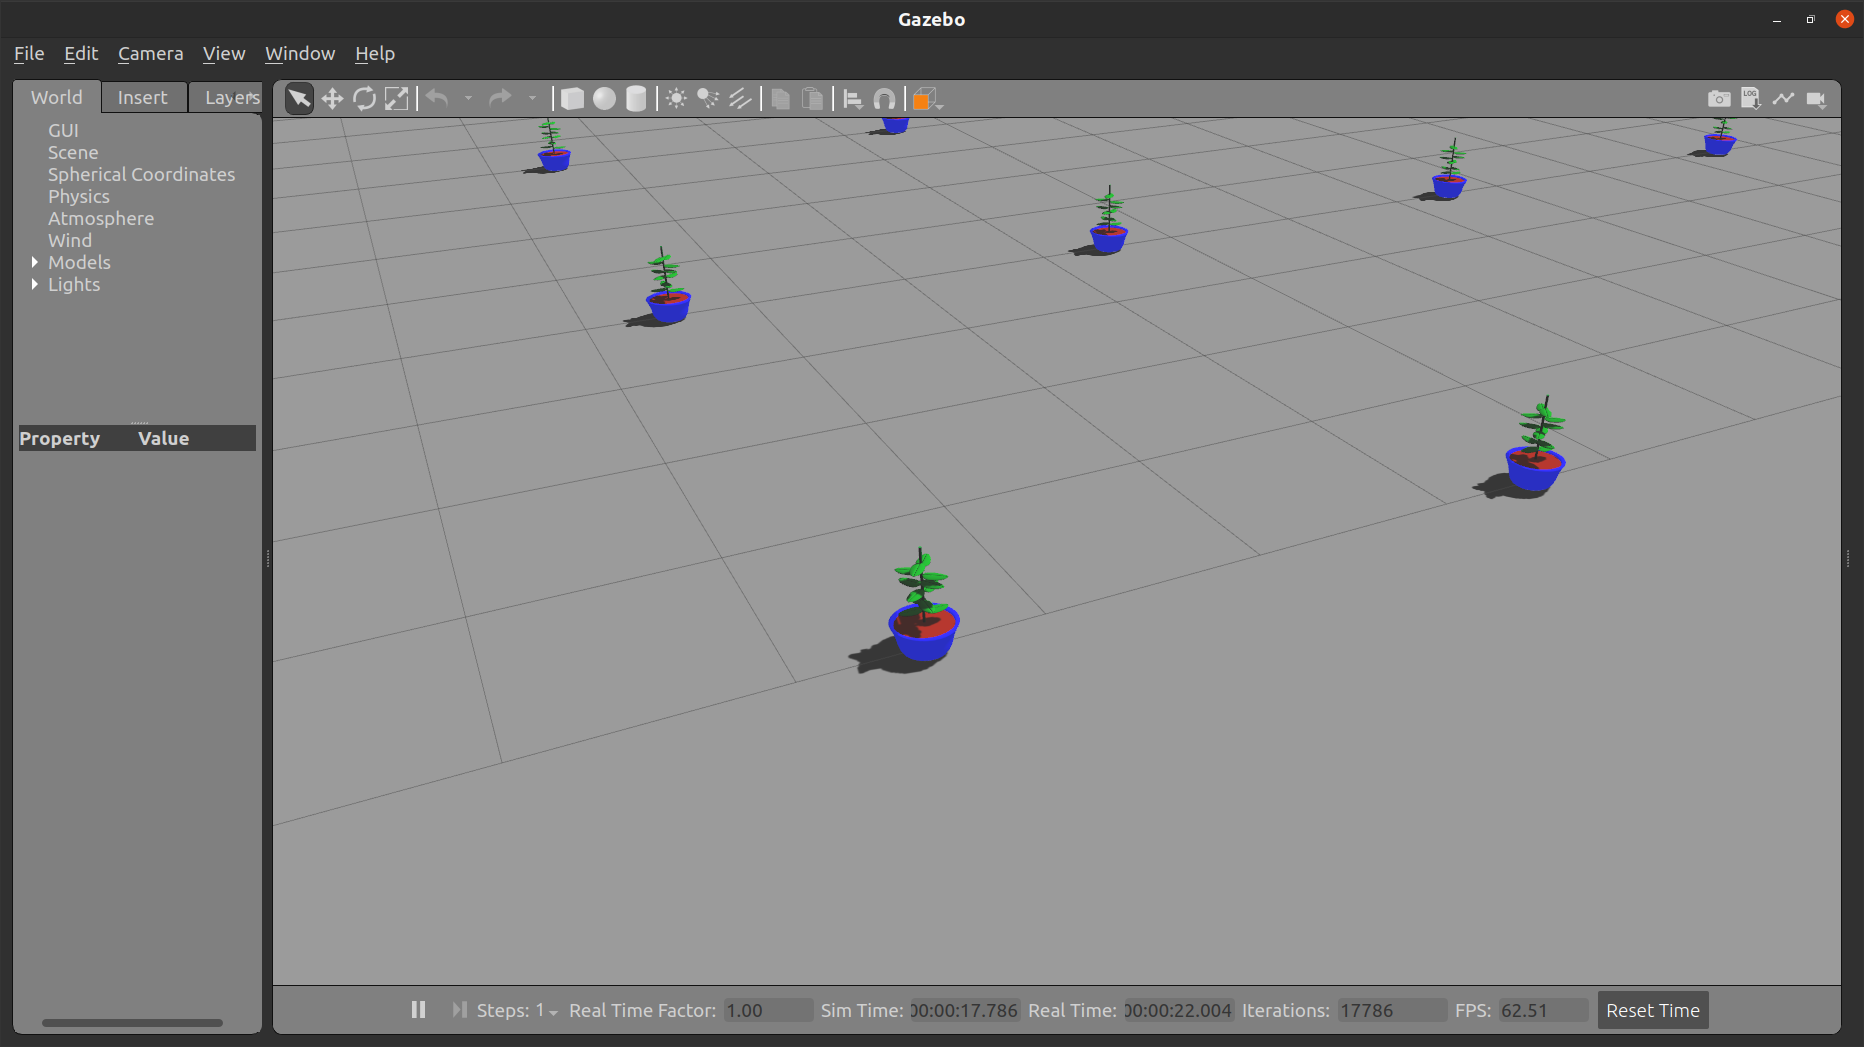 Gazebo
File Edit Camera View Window Help
World Insert Layers
LOG
GUI
Scene
Spherical Coordinates
Physics
Atmosphere
Wind
Models
Lights
Property Value
Steps: 1 Real Time Factor: 1.00 Sim Time: 00:00:17.786 Real Time: 00:00:22.004 Iterations: 17786 FPS: 62.51 Reset Time